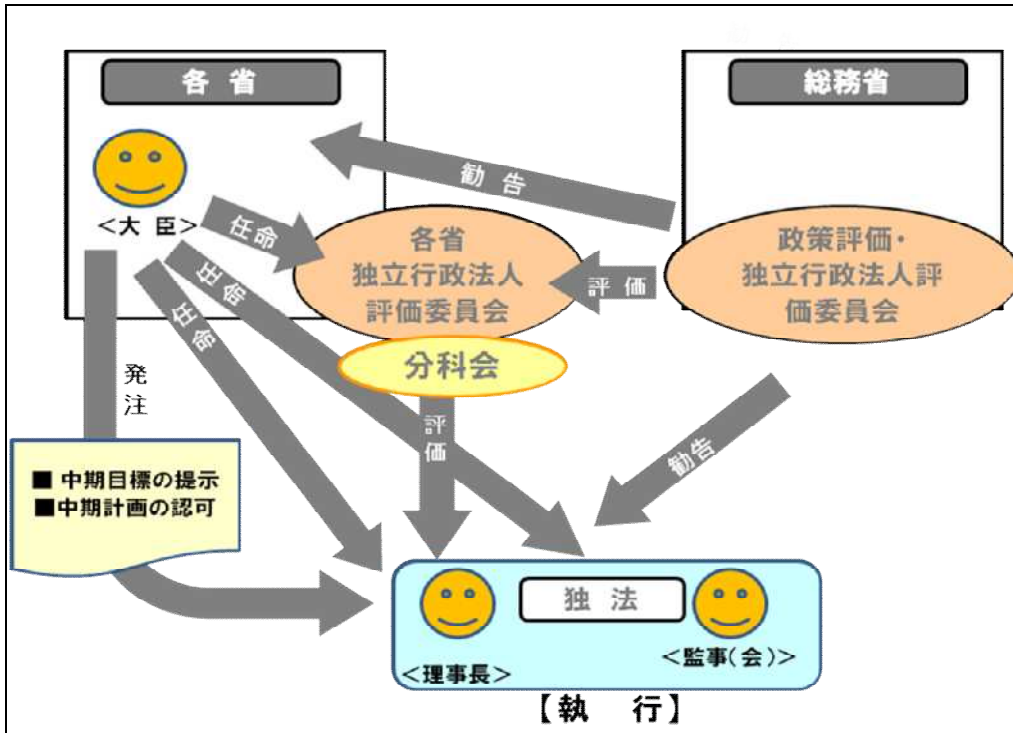 各 省
総務省
<大 臣>
勧 告
任命
各省
独立行政法人
評価委員会
評 価
政策評価・
独立行政法人評
価委員会
分科会
任命
任命
発
注
評
価
勧告
■ 中期目標の提示
■中期計画の認可
独 法
<理事長>
<監事(会)>
【執 行】